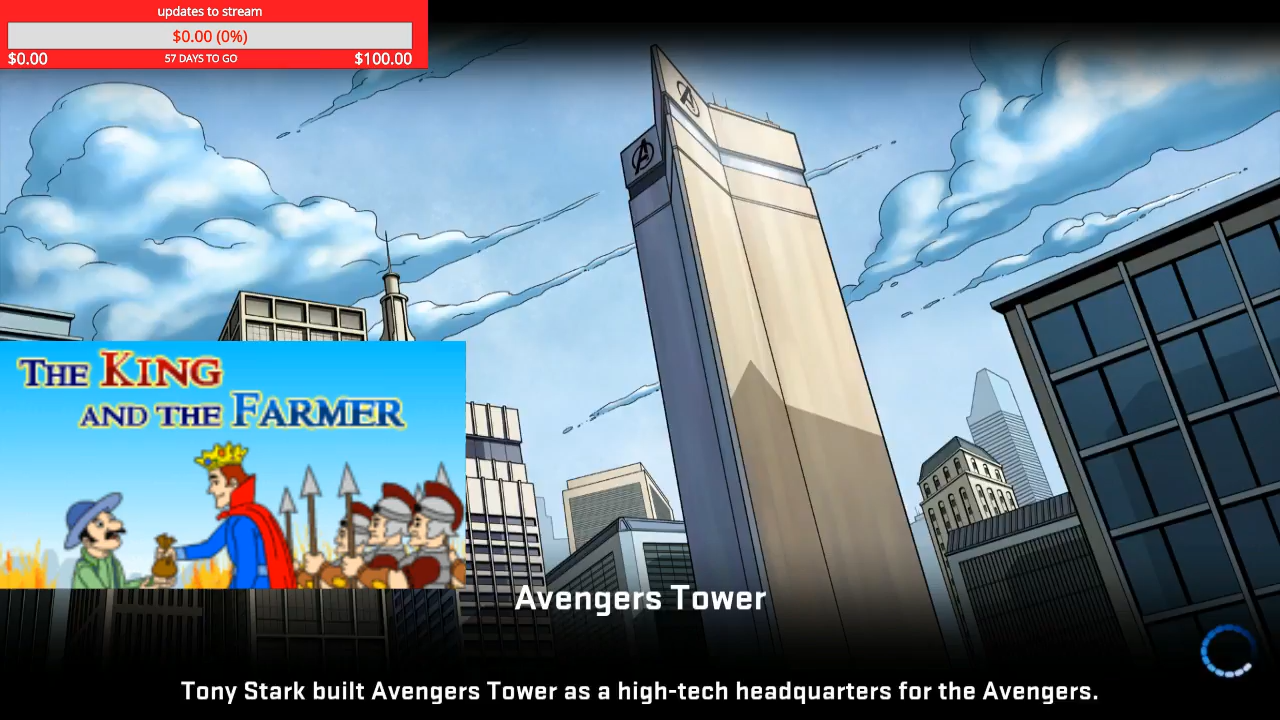 updates to stream
$0.00 (0%)
$0.00 57 DAYS TO GO $100.00
THE KING
AND THE FARMER
Avengers Tower
Tony Stark built Avengers Tower as a high-tech headquarters for the Avengers.